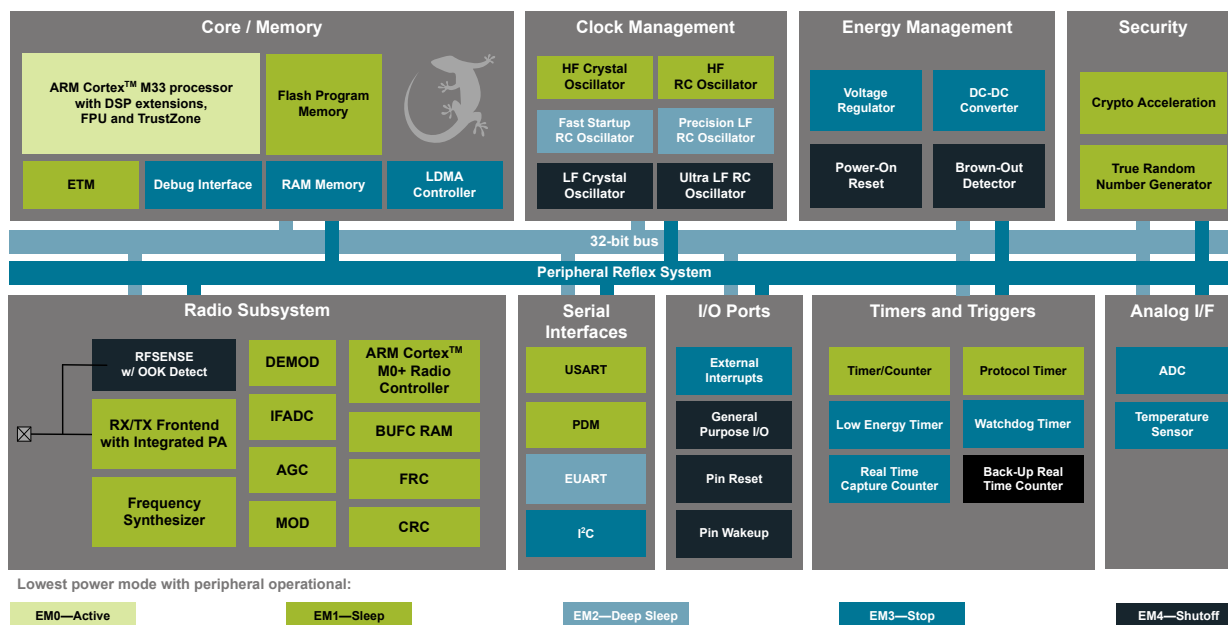 Core / Memory
ARM Cortex™ M33 processor
with DSP extensions,
FPU and TrustZone
Flash Program
Memory
ETM
Debug Interface
RAM Memory
LDMA
Controller
Clock Management
HF Crystal
Oscillator
HF
RC Oscillator
Fast Startup
RC Oscillator
Precision LF
RC Oscillator
LF Crystal
Oscillator
Ultra LF RC
Oscillator
Energy Management
Voltage
Regulator
DC-DC
Converter
Power-On
Reset
Brown-Out
Detector
Security
Crypto Acceleration
True Random
Number Generator
32-bit bus
Peripheral Reflex System
Radio Subsystem
RFSENSE
w/ OOK Detect
RX/TX Frontend
with Integrated PA
Frequency
Synthesizer
DEMOD
IFADC
AGC
MOD
ARM Cortex™
M0+ Radio
Controller
BUFC RAM
FRC
CRC
Serial
Interfaces
USART
PDM
EUART
I²C
I/O Ports
External
Interrupts
General
Purpose I/O
Pin Reset
Pin Wakeup
Timers and Triggers
Timer/Counter
Protocol Timer
Low Energy Timer
Watchdog Timer
Real Time
Capture Counter
Back-Up Real
Time Counter
Analog I/F
ADC
Temperature
Sensor
Lowest power mode with peripheral operational:
EM0—Active
EM1—Sleep
EM2—Deep Sleep
EM3—Stop
EM4—Shutoff